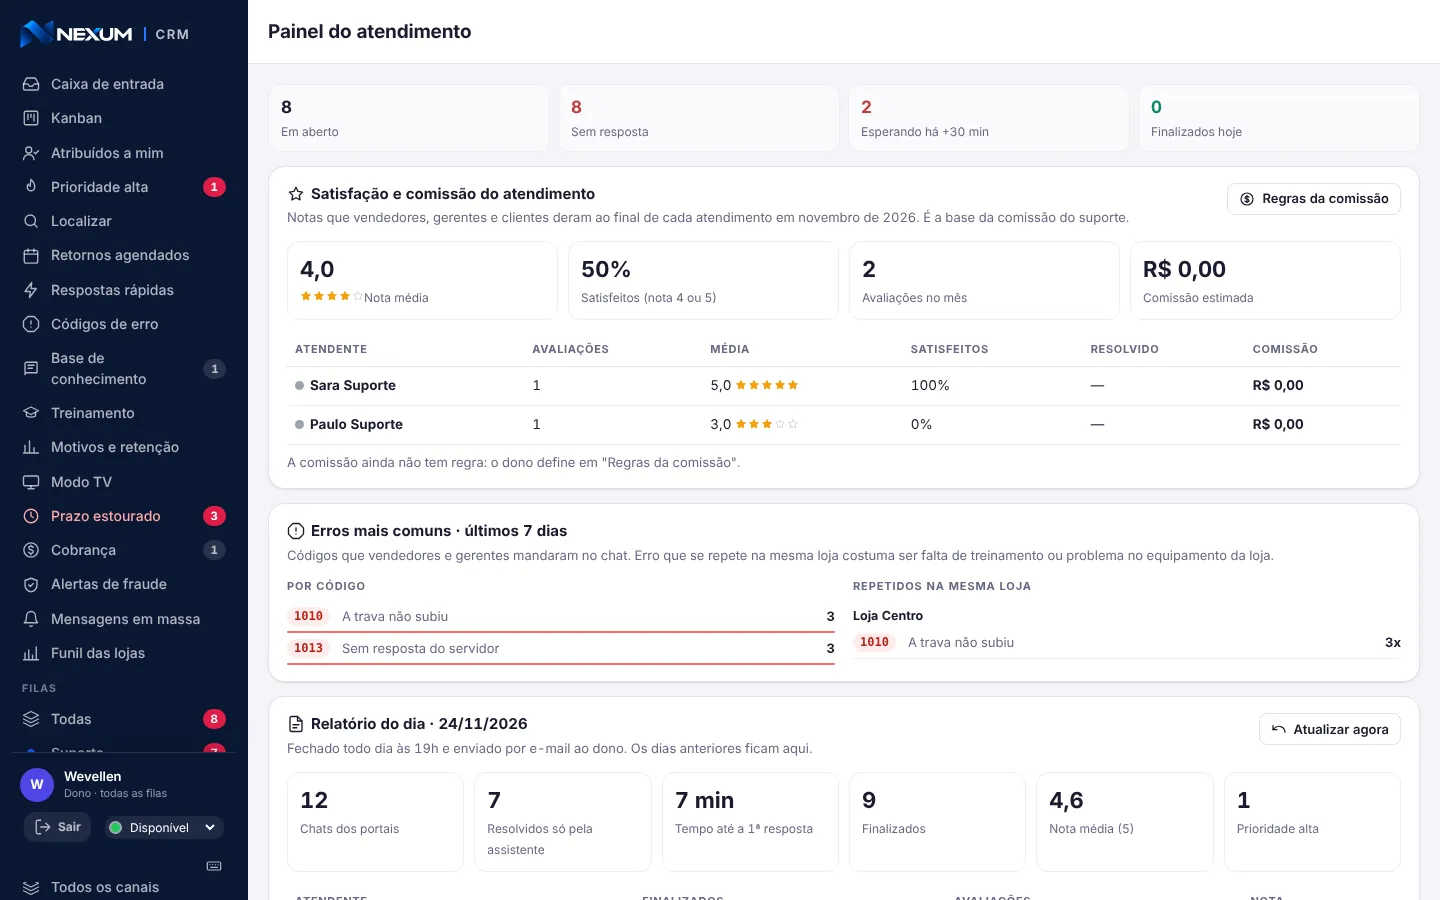 NEXUM | CRM
Caixa de entrada
Kanban
Atribuídos a mim
Prioridade alta 1
Localizar
Retornos agendados
Respostas rápidas
Códigos de erro
Base de
conhecimento 1
Treinamento
Motivos e retenção
Modo TV
Prazo estourado 3
Cobrança 1
Alertas de fraude
Mensagens em massa
Funil das lojas
FILAS
Todas 8
Suporte 7
W
Wevellen
Dono · todas as filas
Sair
Disponível
Todos os canais
Painel do atendimento
8
Em aberto
8
Sem resposta
2
Esperando há +30 min
0
Finalizados hoje
Satisfação e comissão do atendimento
Notas que vendedores, gerentes e clientes deram ao final de cada atendimento em novembro de 2026. É a base da comissão do suporte.
Regras da comissão
4,0
★★★★☆ Nota média
50%
Satisfeitos (nota 4 ou 5)
2
Avaliações no mês
R$ 0,00
Comissão estimada
ATENDENTE AVALIAÇÕES MÉDIA SATISFEITOS RESOLVIDO COMISSÃO
Sara Suporte 1 5,0 ★★★★★ 100% — R$ 0,00
Paulo Suporte 1 3,0 ★★★☆☆ 0% — R$ 0,00
A comissão ainda não tem regra: o dono define em "Regras da comissão".
Erros mais comuns · últimos 7 dias
Códigos que vendedores e gerentes mandaram no chat. Erro que se repete na mesma loja costuma ser falta de treinamento ou problema no equipamento da loja.
POR CÓDIGO
1010 A trava não subiu 3
1013 Sem resposta do servidor 3
REPETIDOS NA MESMA LOJA
Loja Centro
1010 A trava não subiu 3x
Relatório do dia · 24/11/2026
Fechado todo dia às 19h e enviado por e-mail ao dono. Os dias anteriores ficam aqui.
Atualizar agora
12
Chats dos portais
7
Resolvidos só pela
assistente
7 min
Tempo até a 1ª resposta
9
Finalizados
4,6
Nota média (5)
1
Prioridade alta
ATENDENTE FINALIZADOS AVALIAÇÕES NOTA